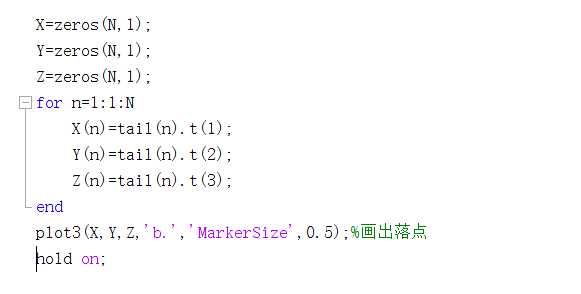 X=zeros(N,1);
Y=zeros(N,1);
Z=zeros(N,1);
for n=1:1:N
X(n)=tail(n).t(1);
Y(n)=tail(n).t(2);
Z(n)=tail(n).t(3);
end
plot3(X,Y,Z,'b.','MarkerSize',0.5);%画出落点
hold on;